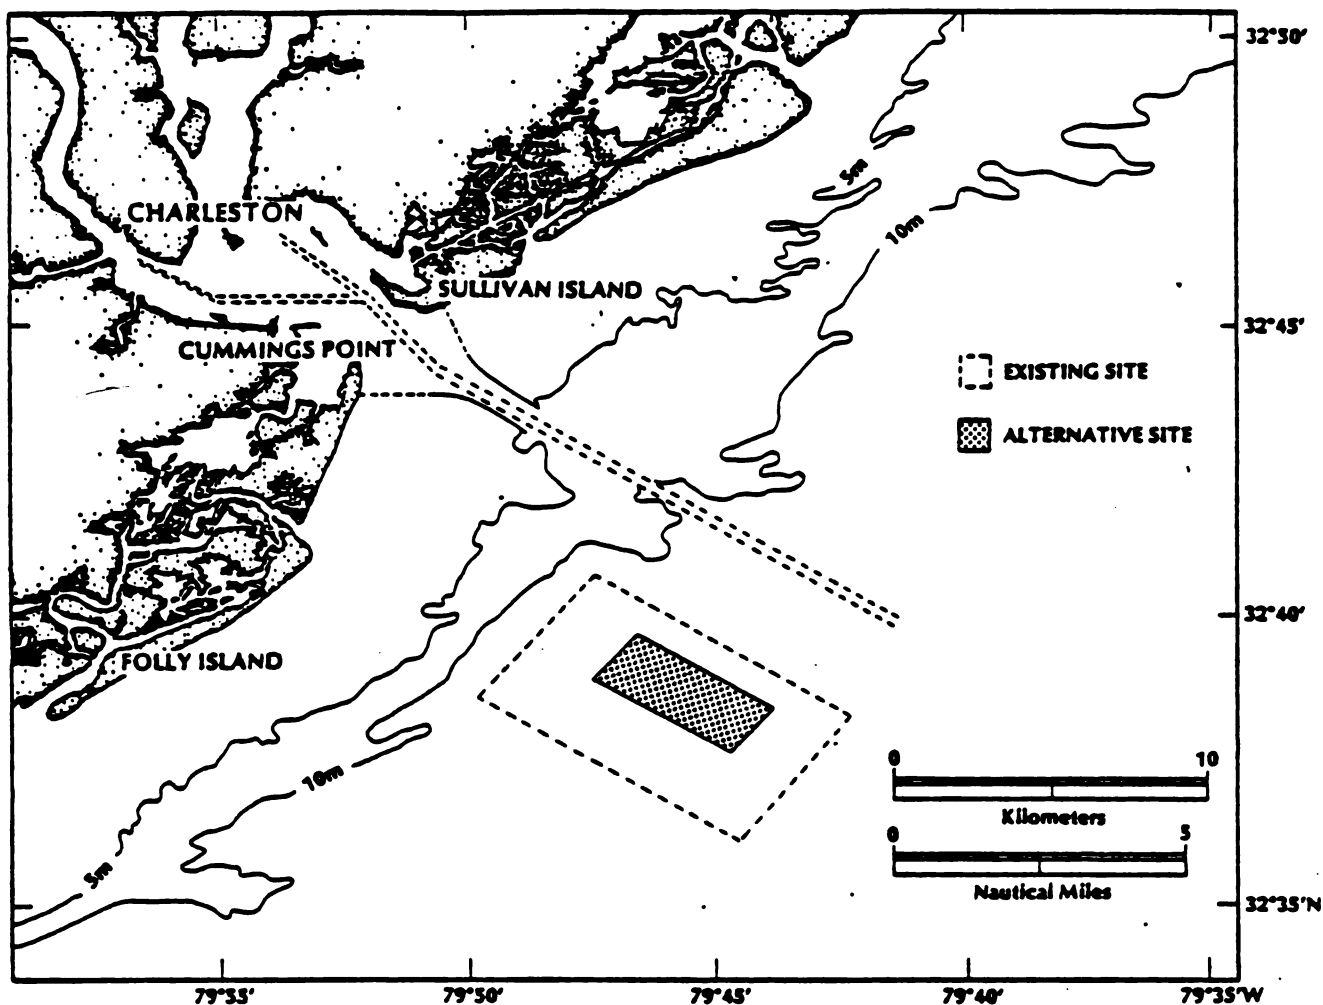 32°50'
5m
10m
CHARLESTON
SULLIVAN ISLAND
32°45'
CUMMINGS POINT
EXISTING SITE
ALTERNATIVE SITE
32°40'
FOLLY ISLAND
0 10
10m
Kilometers
0 5
5m
Nautical Miles
32°35'N
79°55' 79°50' 79°45' 79°40' 79°35'W